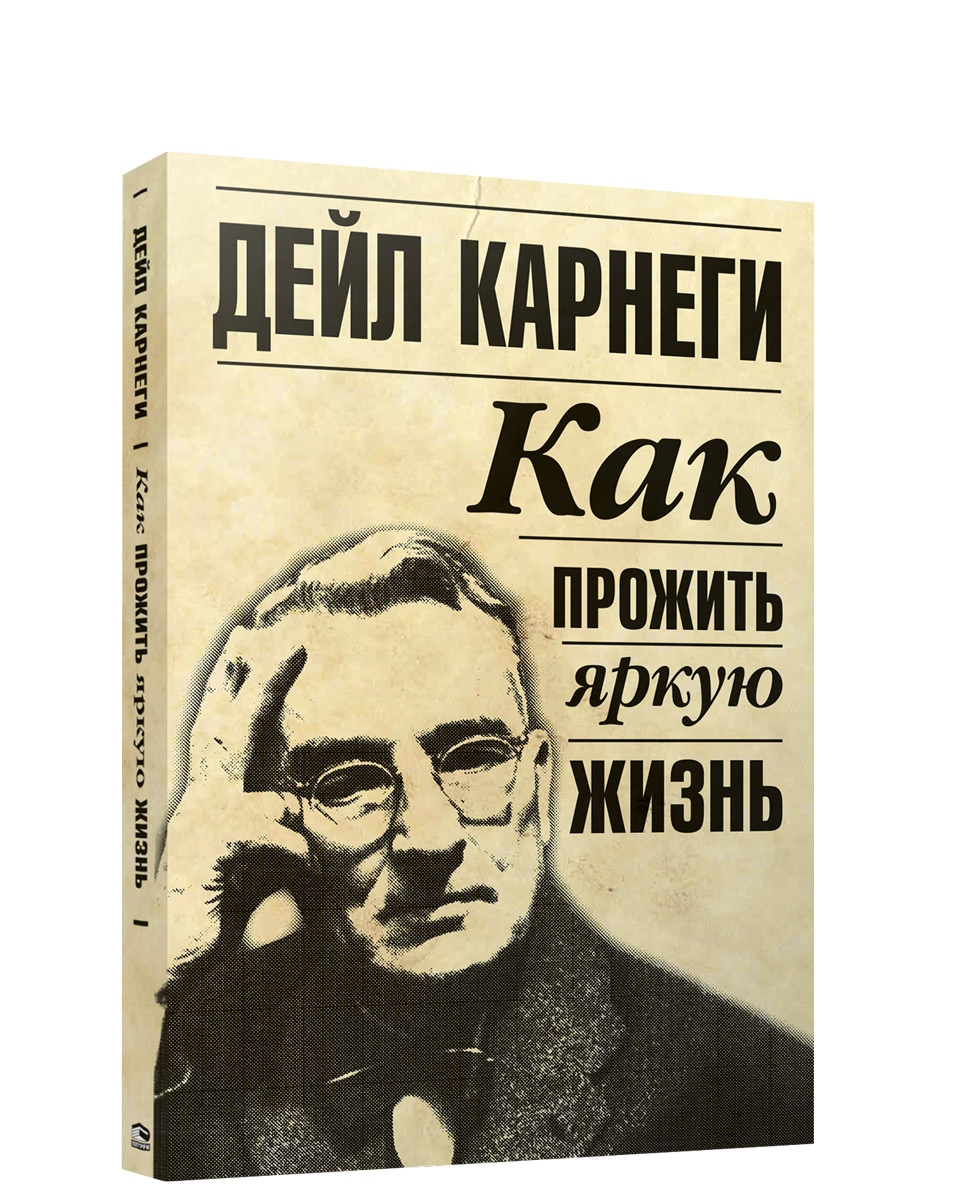 ДЕЙЛ КАРНЕГИ
Как
ПРОЖИТЬ
яркую
ЖИЗНЬ
ДЕЙЛ КАРНЕГИ | Как ПРОЖИТЬ яркую ЖИЗНЬ